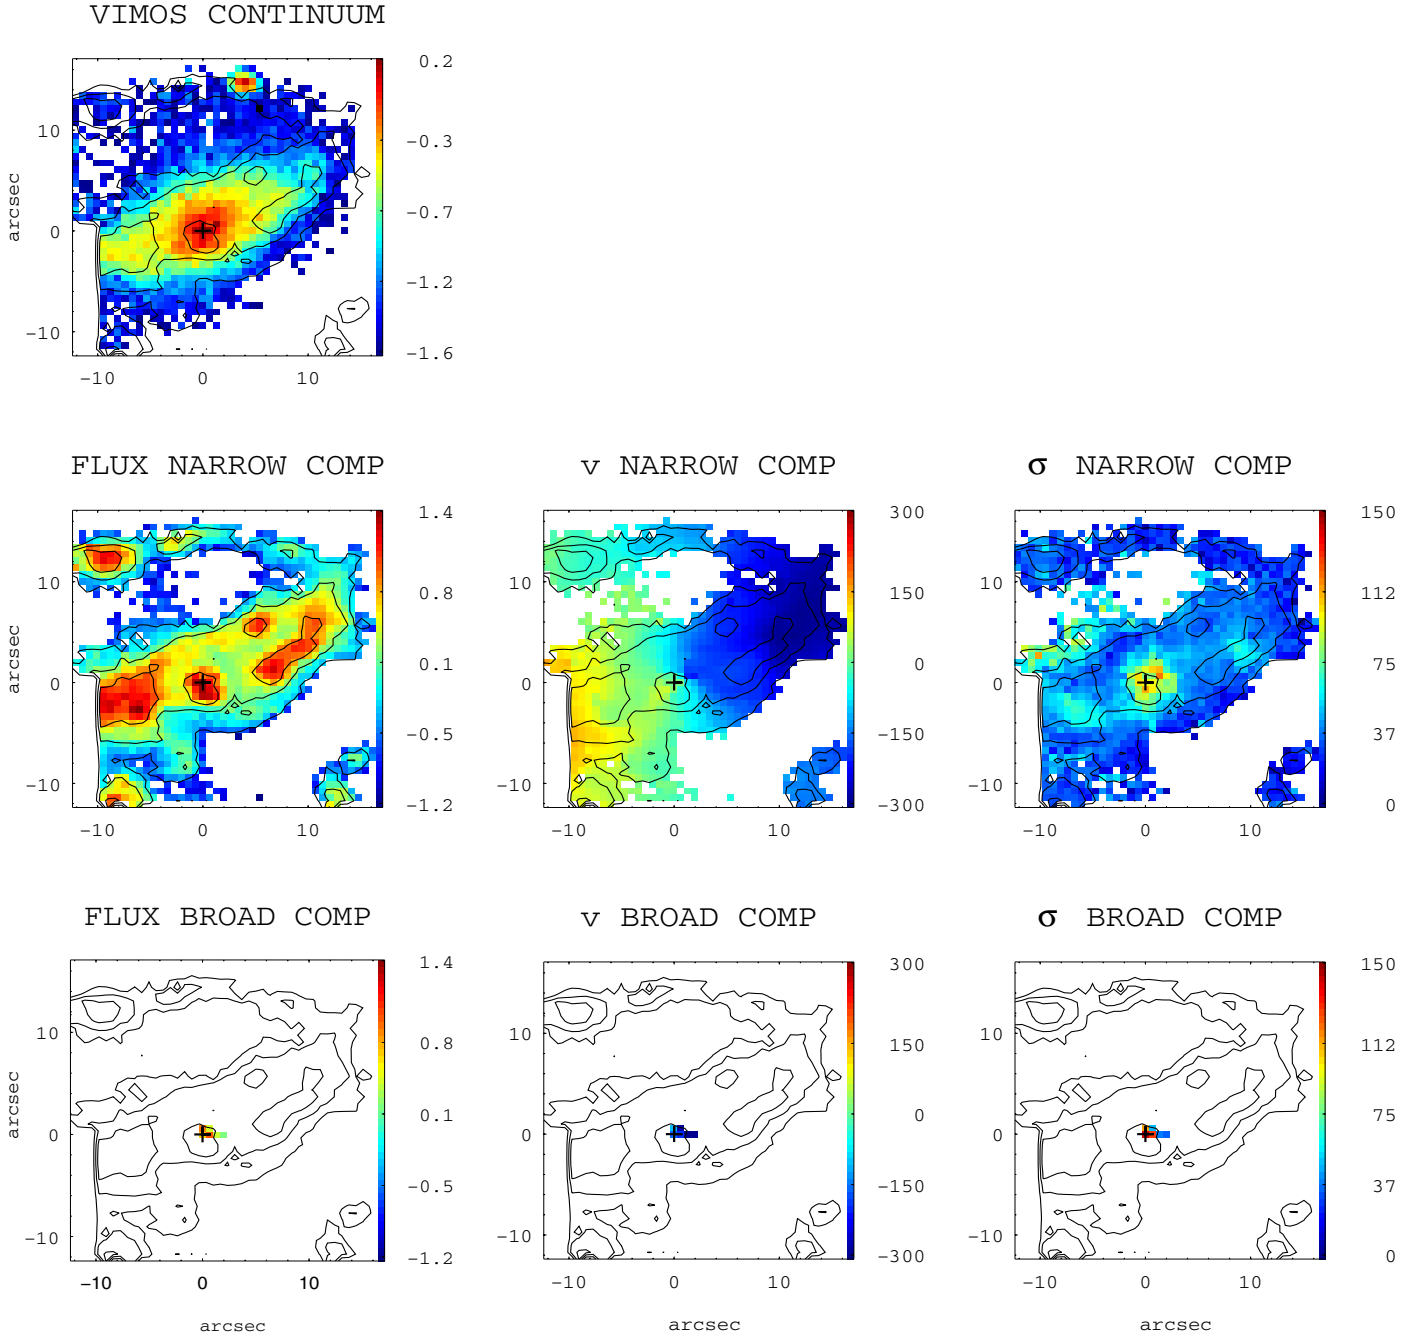 VIMOS CONTINUUM
0.2
-0.3
-0.7
-1.2
-1.6
10
0
-10
arcsec
-10 0 10
FLUX NARROW COMP
1.4
0.8
0.1
-0.5
-1.2
10
0
-10
arcsec
-10 0 10
v NARROW COMP
300
150
0
-150
-300
10
0
-10
-10 0 10
σ NARROW COMP
150
112
75
37
0
10
0
-10
-10 0 10
FLUX BROAD COMP
1.4
0.8
0.1
-0.5
-1.2
10
0
-10
arcsec
-10 0 10
arcsec
v BROAD COMP
300
150
0
-150
-300
10
0
-10
-10 0 10
arcsec
σ BROAD COMP
150
112
75
37
0
10
0
-10
-10 0 10
arcsec